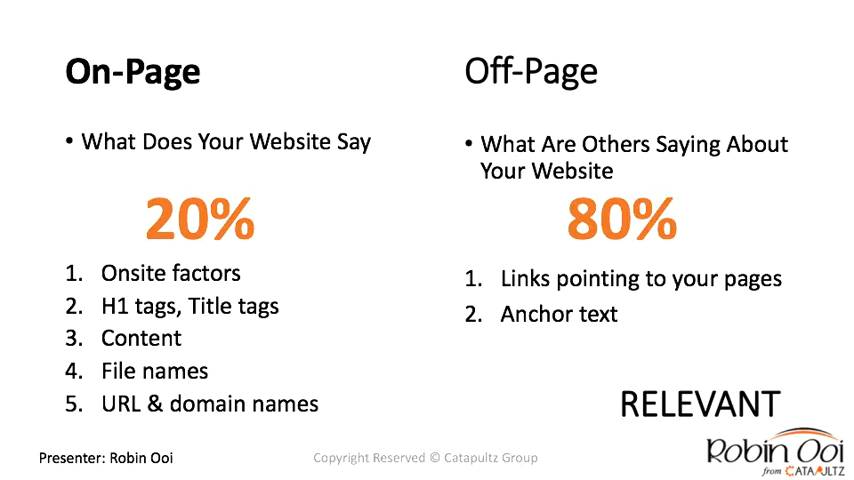 On-Page
• What Does Your Website Say
20%
1. Onsite factors
2. H1 tags, Title tags
3. Content
4. File names
5. URL & domain names
Off-Page
• What Are Others Saying About
Your Website
80%
1. Links pointing to your pages
2. Anchor text
RELEVANT
Presenter: Robin Ooi
Copyright Reserved © Catapultz Group
Robin Ooi
from CATAPULTZ